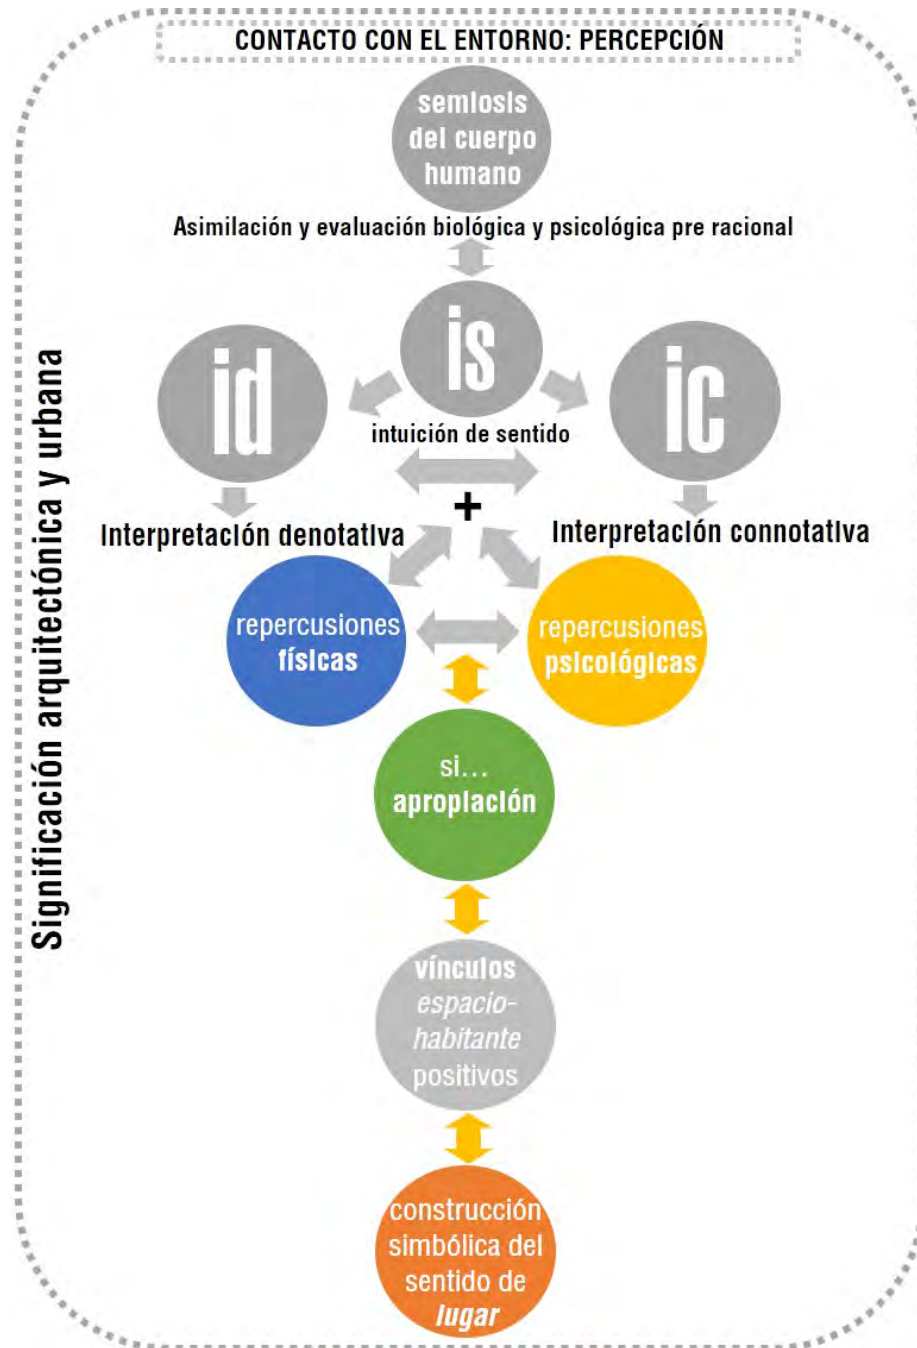 CONTACTO CON EL ENTORNO: PERCEPCIÓN
semiosis
del cuerpo
humano
Asimilación y evaluación biológica y psicológica pre racional
is
id
ic
intuición de sentido
+
Interpretación denotativa
Interpretación connotativa
repercusiones
físicas
repercusiones
psicológicas
si...
apropiación
vínculos
espacio-
habitante
positivos
construcción
simbólica del
sentido de
lugar
Significación arquitectónica y urbana